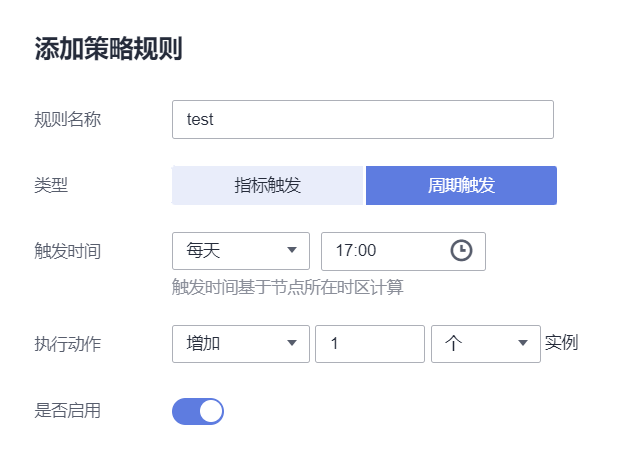 添加策略规则
规则名称 test
类型 指标触发 周期触发
触发时间 每天 17:00
触发时间基于节点所在时区计算
执行动作 增加 1 个 实例
是否启用